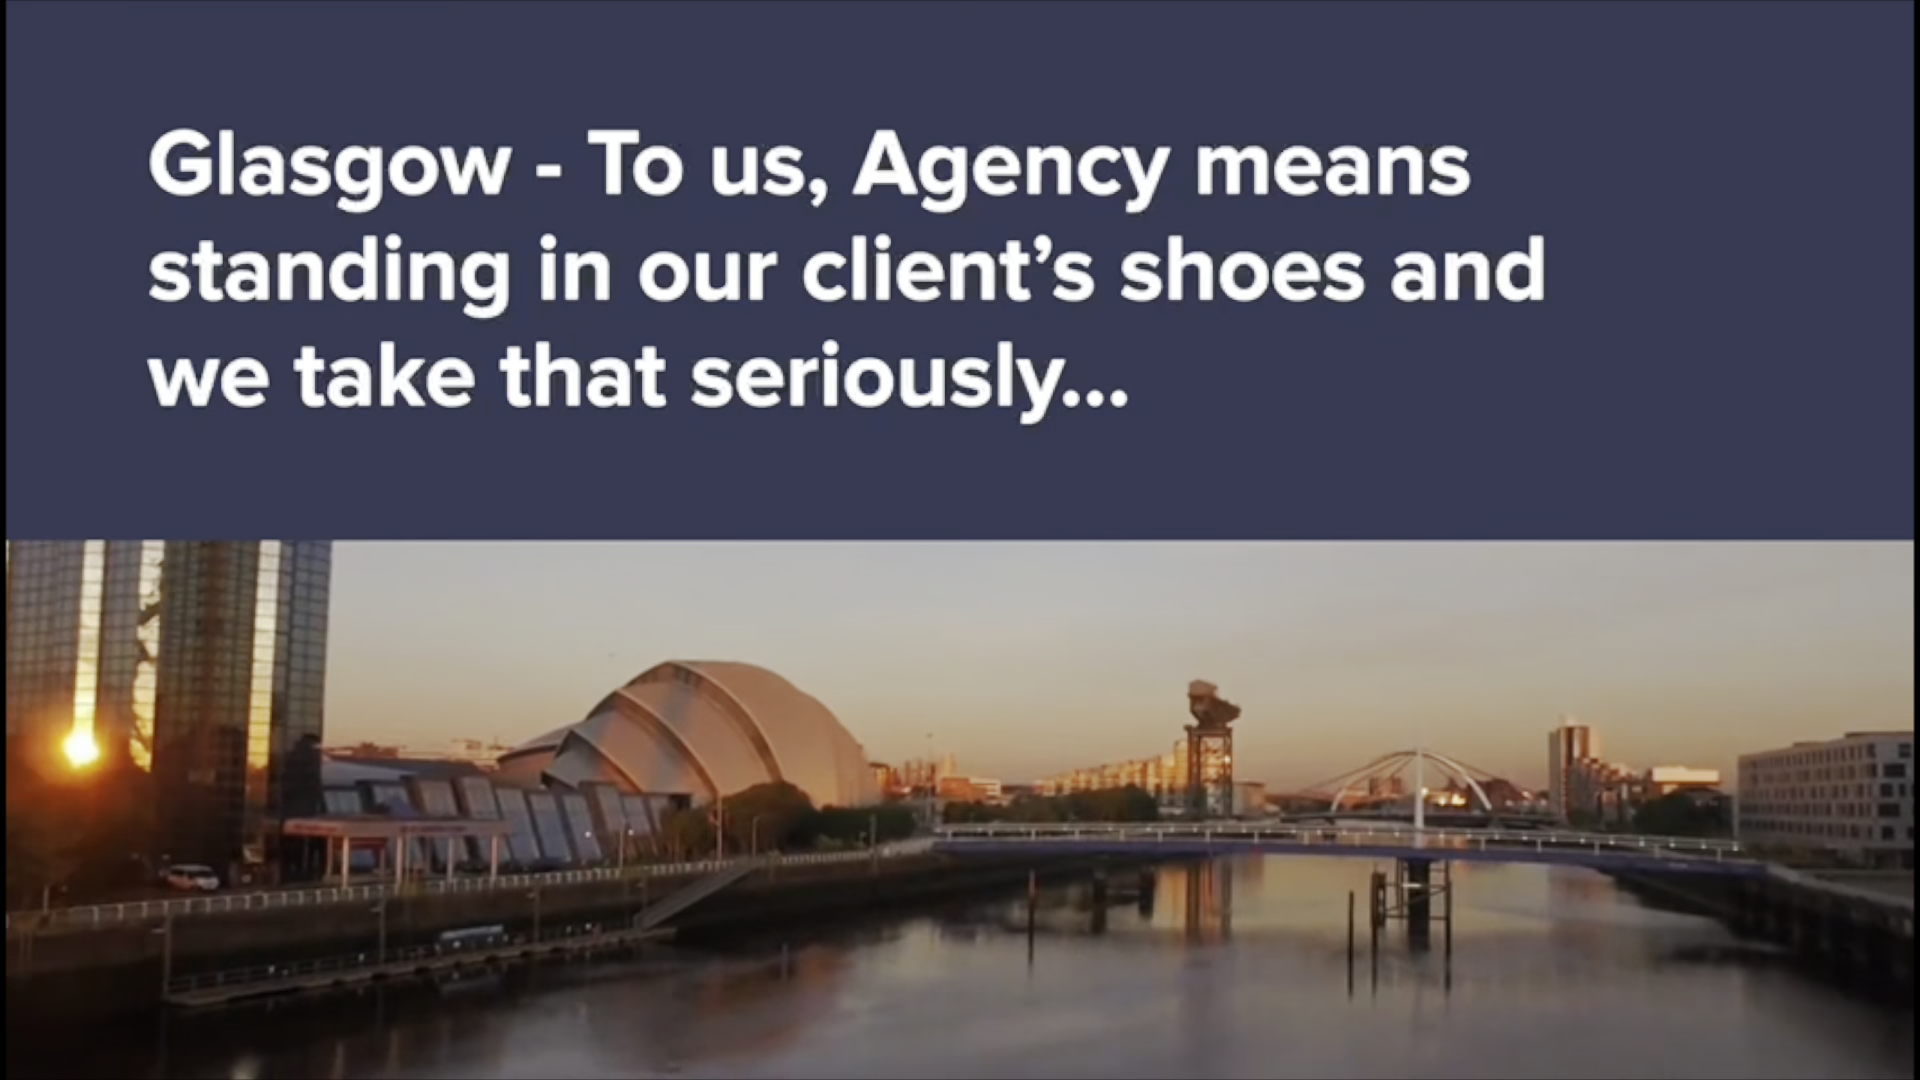 Glasgow - To us, Agency means
standing in our client’s shoes and
we take that seriously...